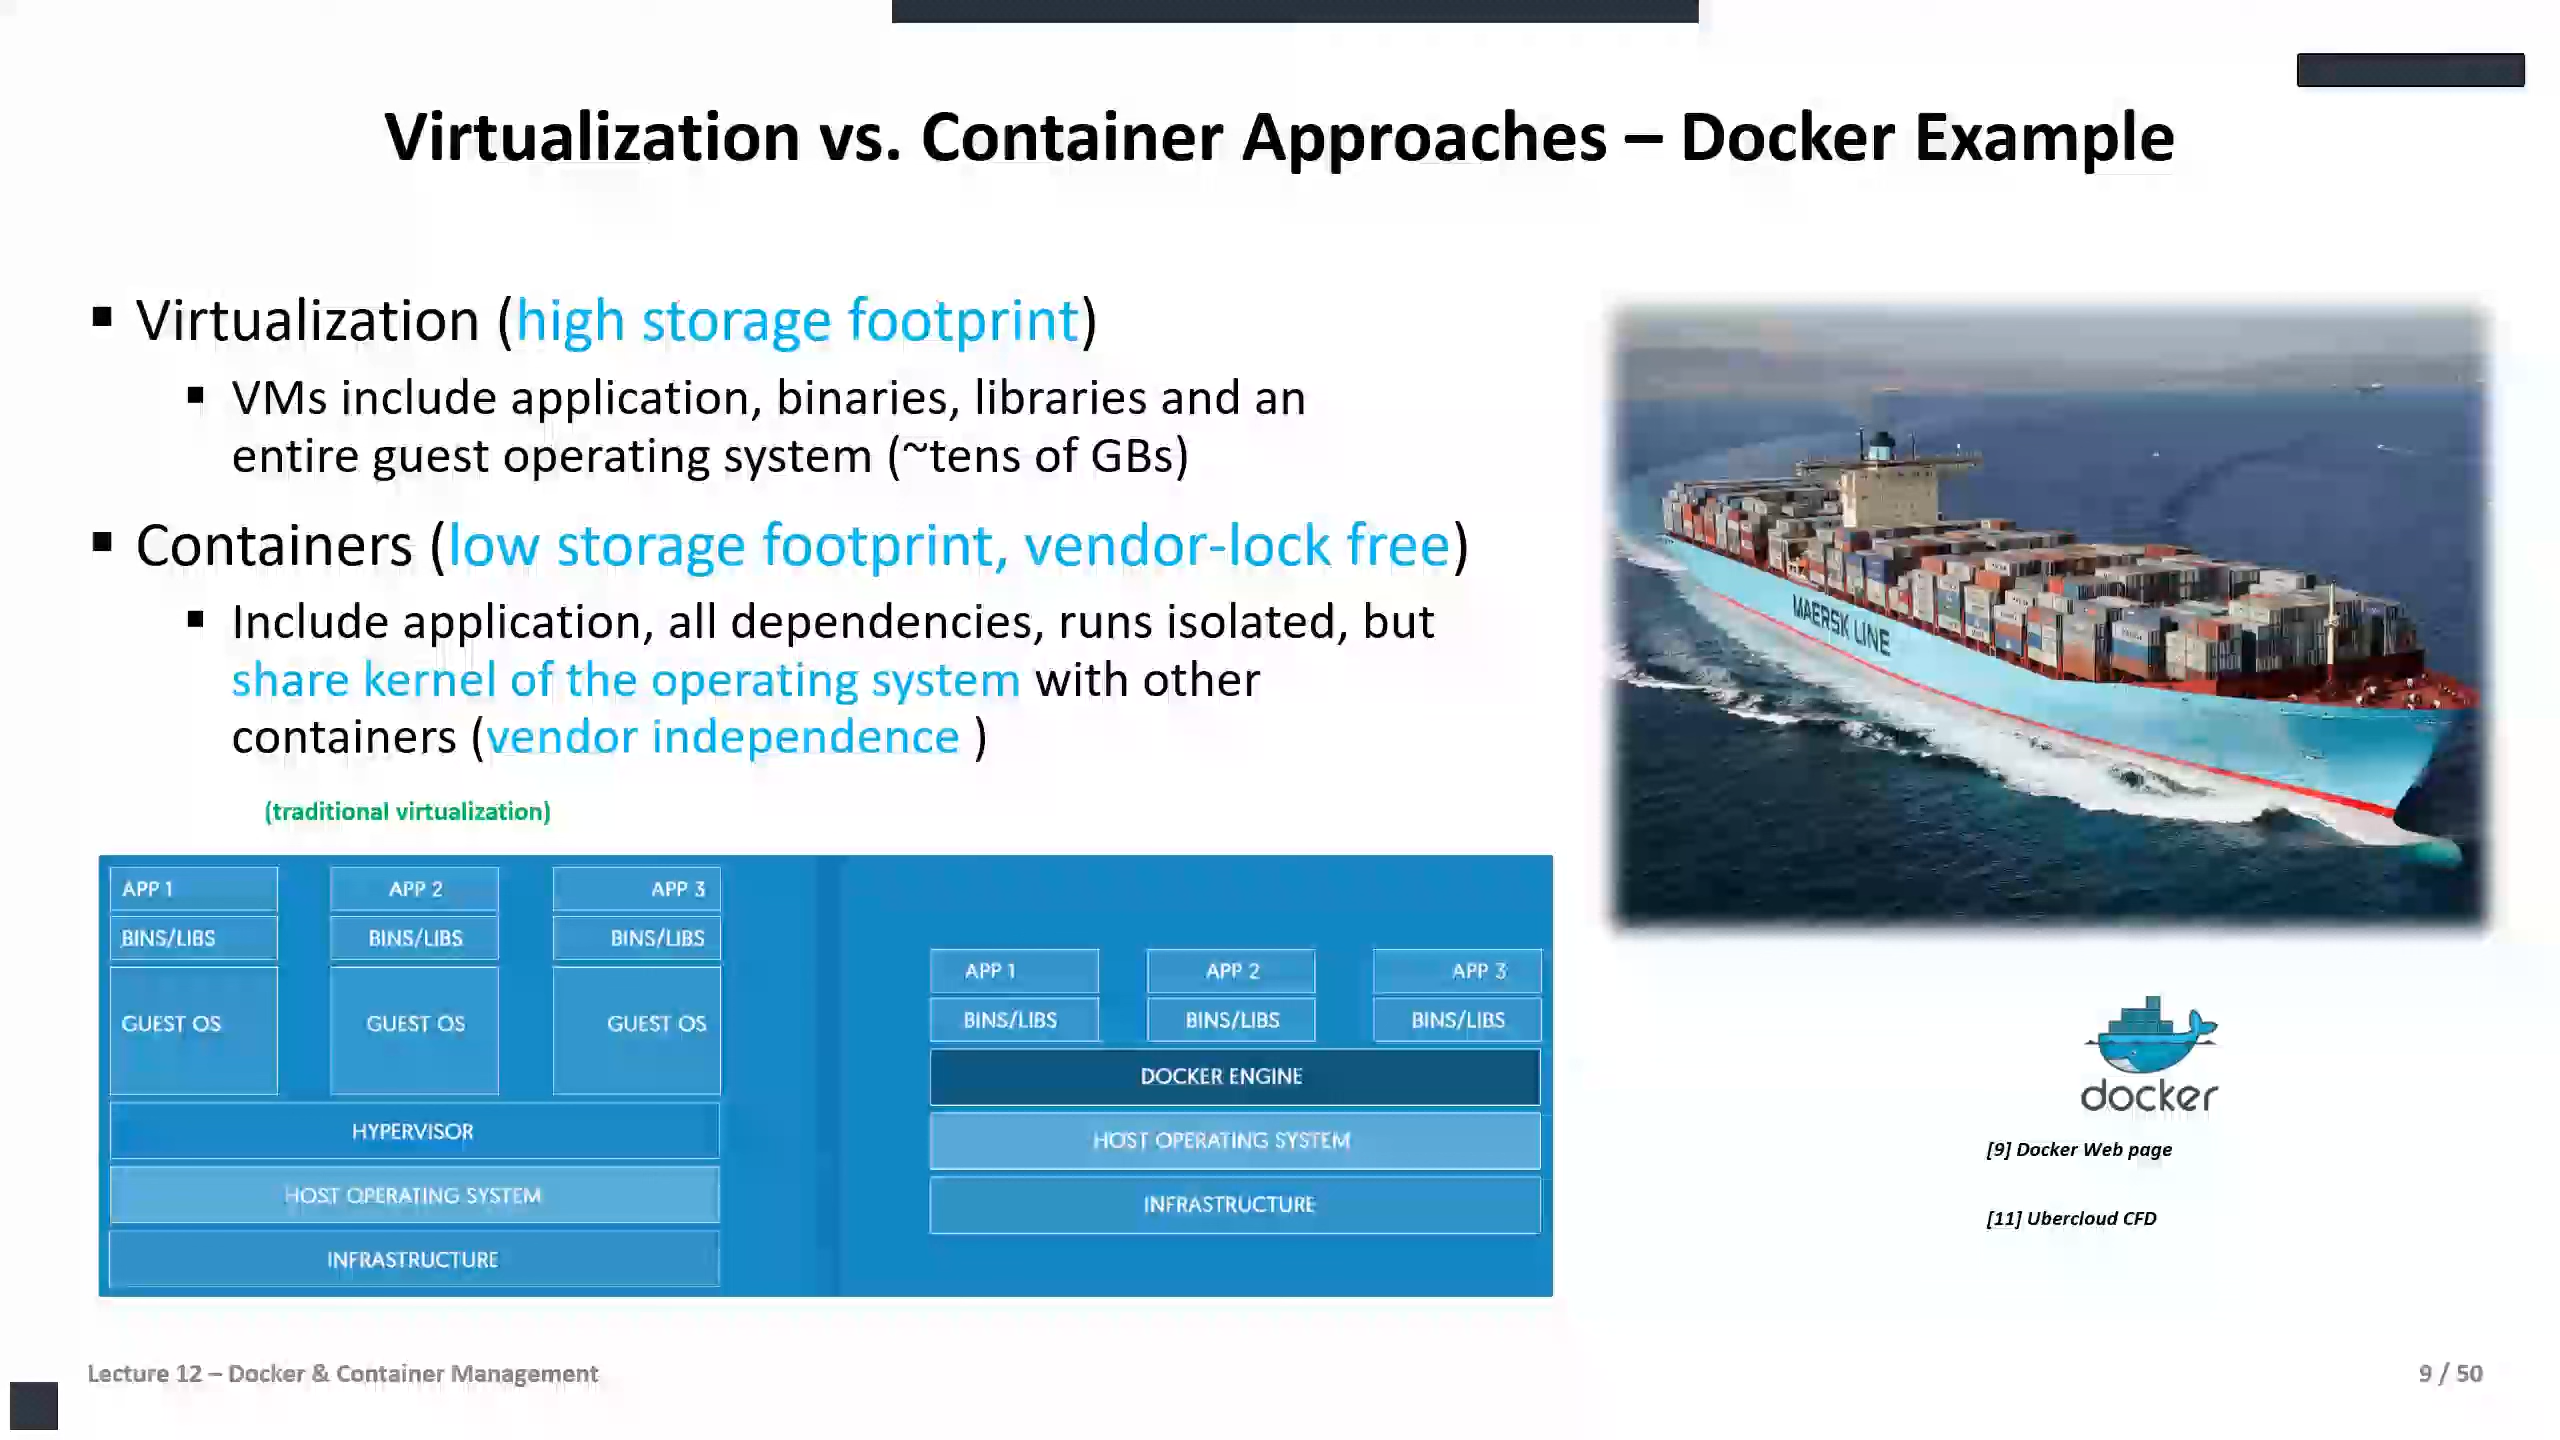 Virtualization vs. Container Approaches – Docker Example
▪ Virtualization (high storage footprint)
▪ VMs include application, binaries, libraries and an
entire guest operating system (~tens of GBs)
▪ Containers (low storage footprint, vendor-lock free)
▪ Include application, all dependencies, runs isolated, but
share kernel of the operating system with other
containers (vendor independence )
(traditional virtualization)
APP 1 APP 2 APP 3
BINS/LIBS BINS/LIBS BINS/LIBS
GUEST OS GUEST OS GUEST OS
HYPERVISOR
HOST OPERATING SYSTEM
INFRASTRUCTURE
APP 1 APP 2 APP 3
BINS/LIBS BINS/LIBS BINS/LIBS
DOCKER ENGINE
HOST OPERATING SYSTEM
INFRASTRUCTURE
MAERSK LINE
docker
[9] Docker Web page
[11] Ubercloud CFD
Lecture 12 – Docker & Container Management
9 / 50